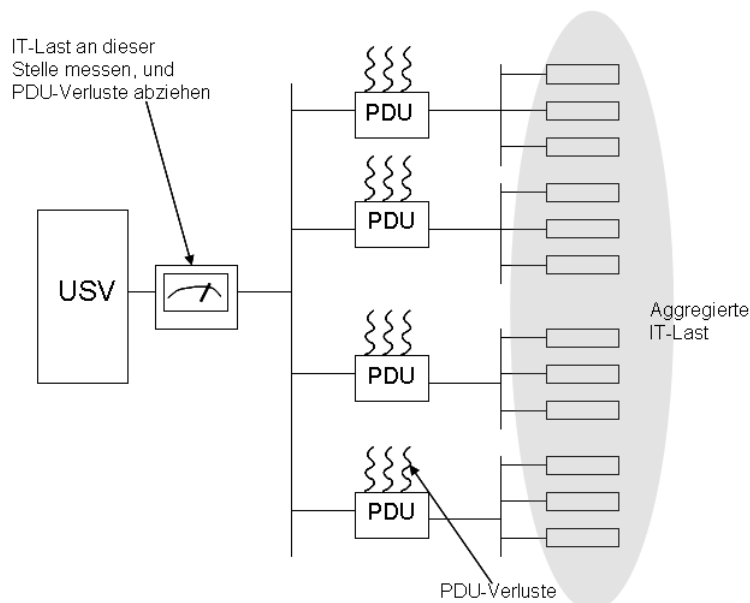 IT-Last an dieser
Stelle messen, und
PDU-Verluste abziehen
PDU
PDU
USV
Aggregierte
IT-Last
PDU
PDU
PDU-Verluste